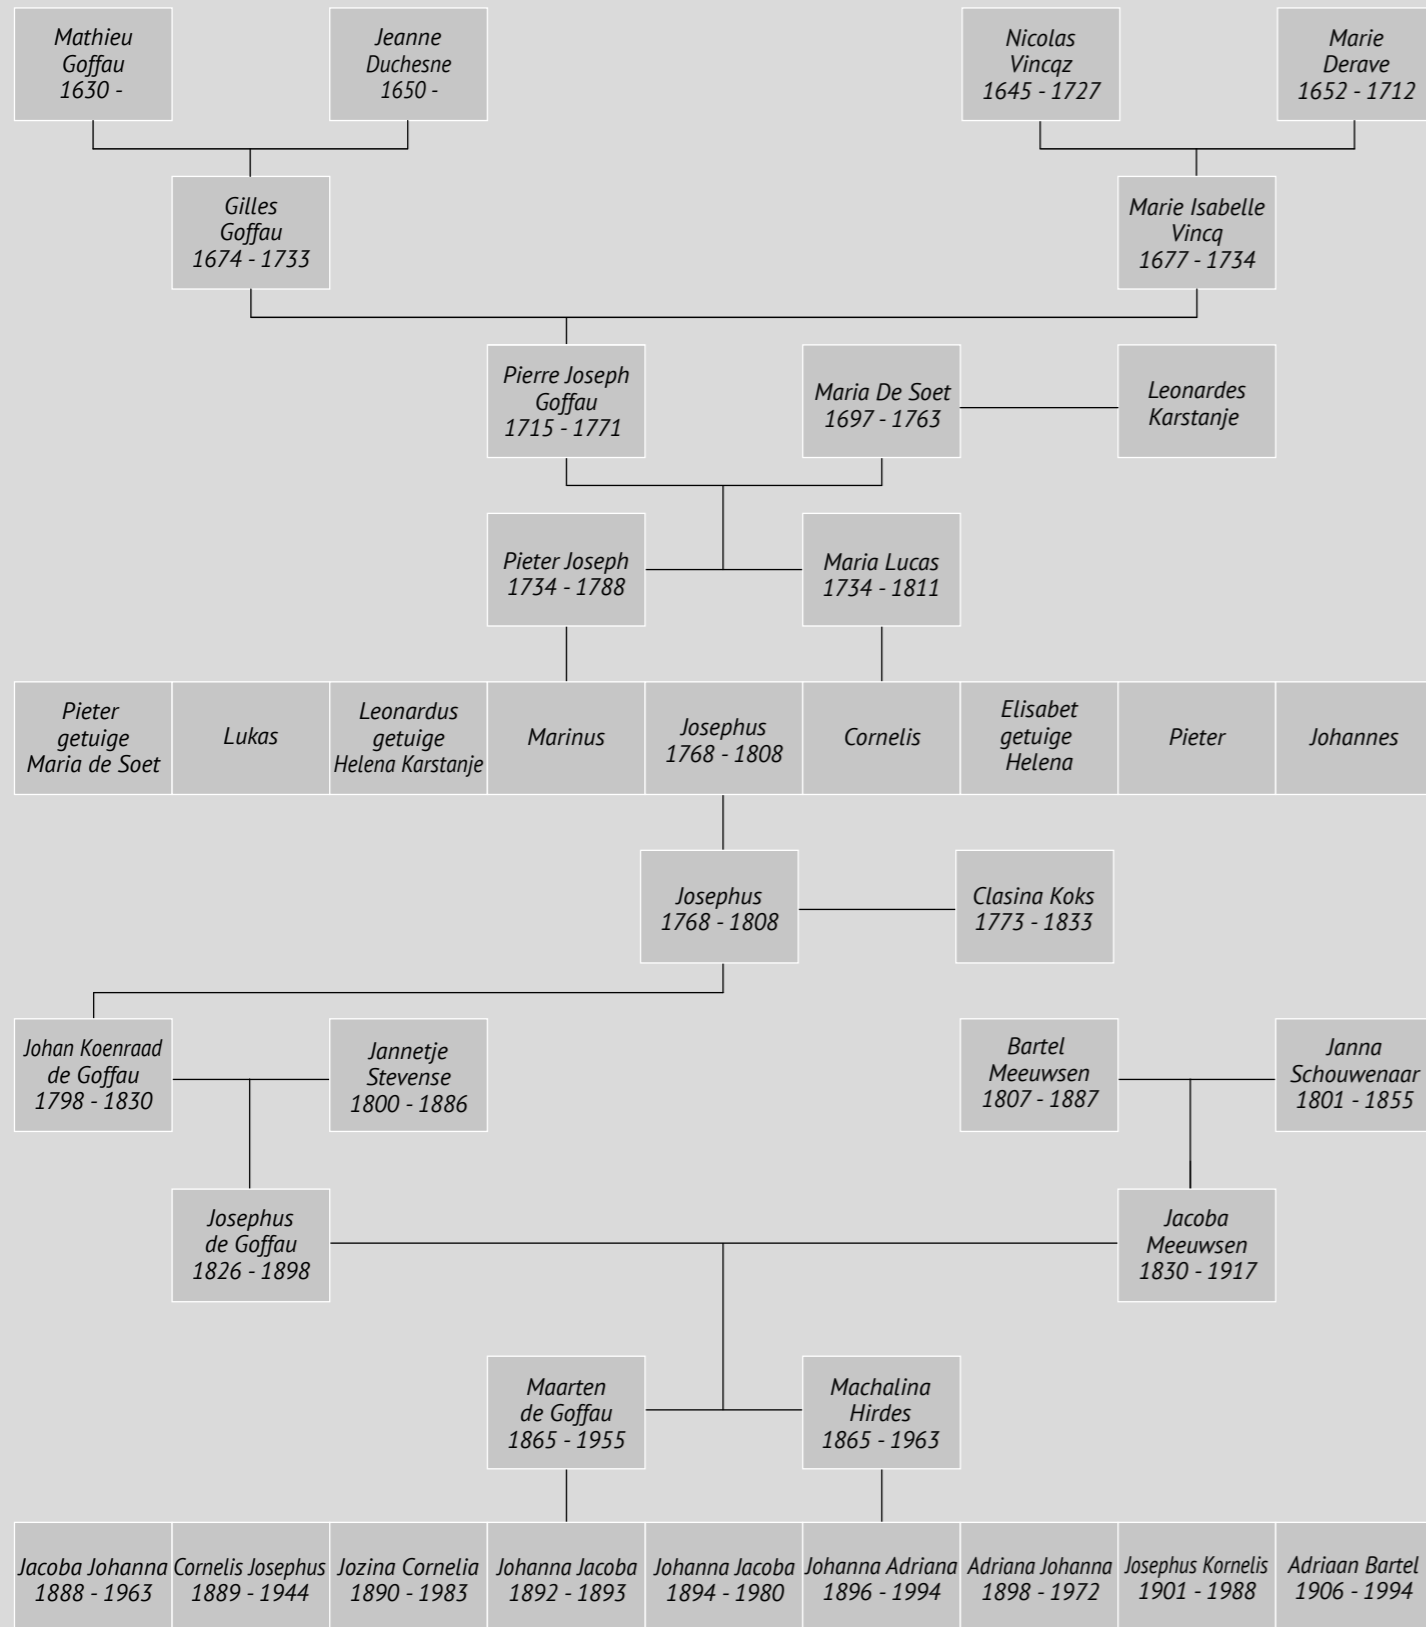 Mathieu
Goffau
1630 -
Jeanne
Duchesne
1650 -
Nicolas
Vincqz
1645 - 1727
Marie
Derave
1652 - 1712
Gilles
Goffau
1674 - 1733
Marie Isabelle
Vincq
1677 - 1734
Pierre Joseph
Goffau
1715 - 1771
Maria De Soet
1697 - 1763
Leonardes
Karstanje
Pieter Joseph
1734 - 1788
Maria Lucas
1734 - 1811
Pieter
getuige
Maria de Soet
Lukas
Leonardus
getuige
Helena Karstanje
Marinus
Josephus
1768 - 1808
Cornelis
Elisabet
getuige
Helena
Pieter
Johannes
Josephus
1768 - 1808
Clasina Koks
1773 - 1833
Johan Koenraad
de Goffau
1798 - 1830
Jannetje
Stevense
1800 - 1886
Bartel
Meeuwsen
1807 - 1887
Janna
Schouwenaar
1801 - 1855
Josephus
de Goffau
1826 - 1898
Jacoba
Meeuwsen
1830 - 1917
Maarten
de Goffau
1865 - 1955
Machalina
Hirdes
1865 - 1963
Jacoba Johanna
1888 - 1963
Cornelis Josephus
1889 - 1944
Jozina Cornelia
1890 - 1983
Johanna Jacoba
1892 - 1893
Johanna Jacoba
1894 - 1980
Johanna Adriana
1896 - 1994
Adriana Johanna
1898 - 1972
Josephus Kornelis
1901 - 1988
Adriaan Bartel
1906 - 1994